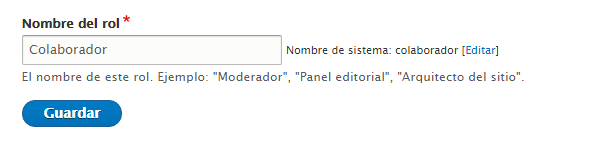 Nombre del rol*
Colaborador Nombre de sistema: colaborador [Editar]
El nombre de este rol. Ejemplo: "Moderador", "Panel editorial", "Arquitecto del sitio".
Guardar